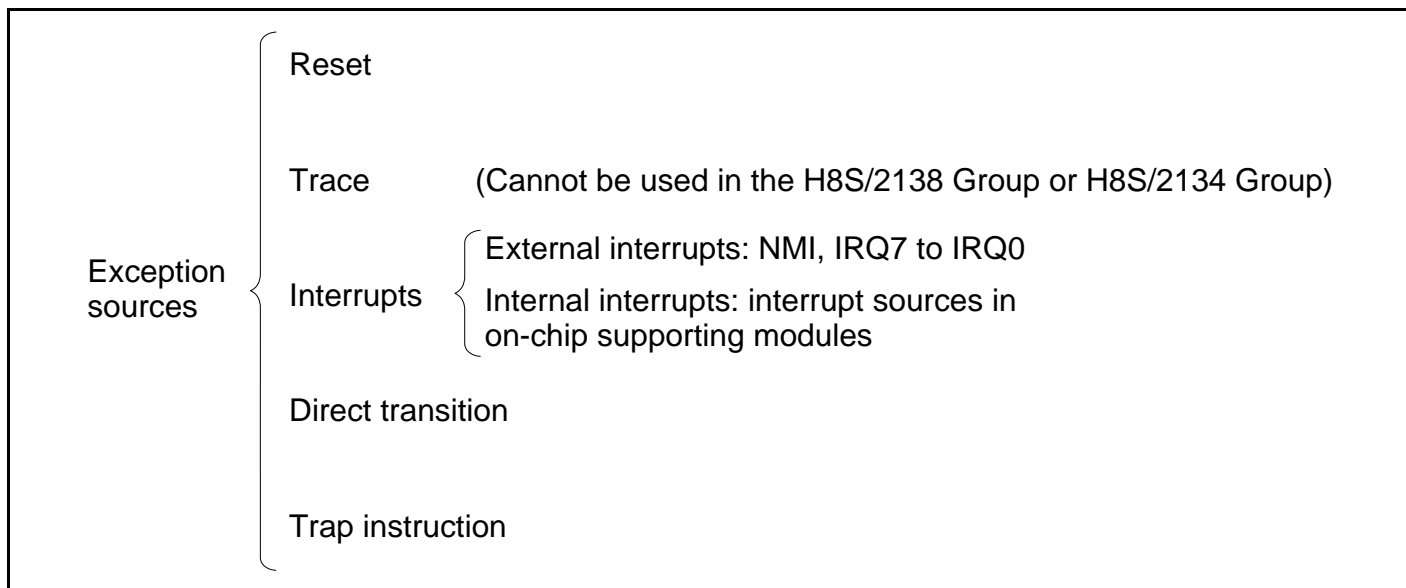 Reset
Trace (Cannot be used in the H8S/2138 Group or H8S/2134 Group)
Exception
sources
Interrupts
External interrupts: NMI, IRQ7 to IRQ0
Internal interrupts: interrupt sources in
on-chip supporting modules
Direct transition
Trap instruction